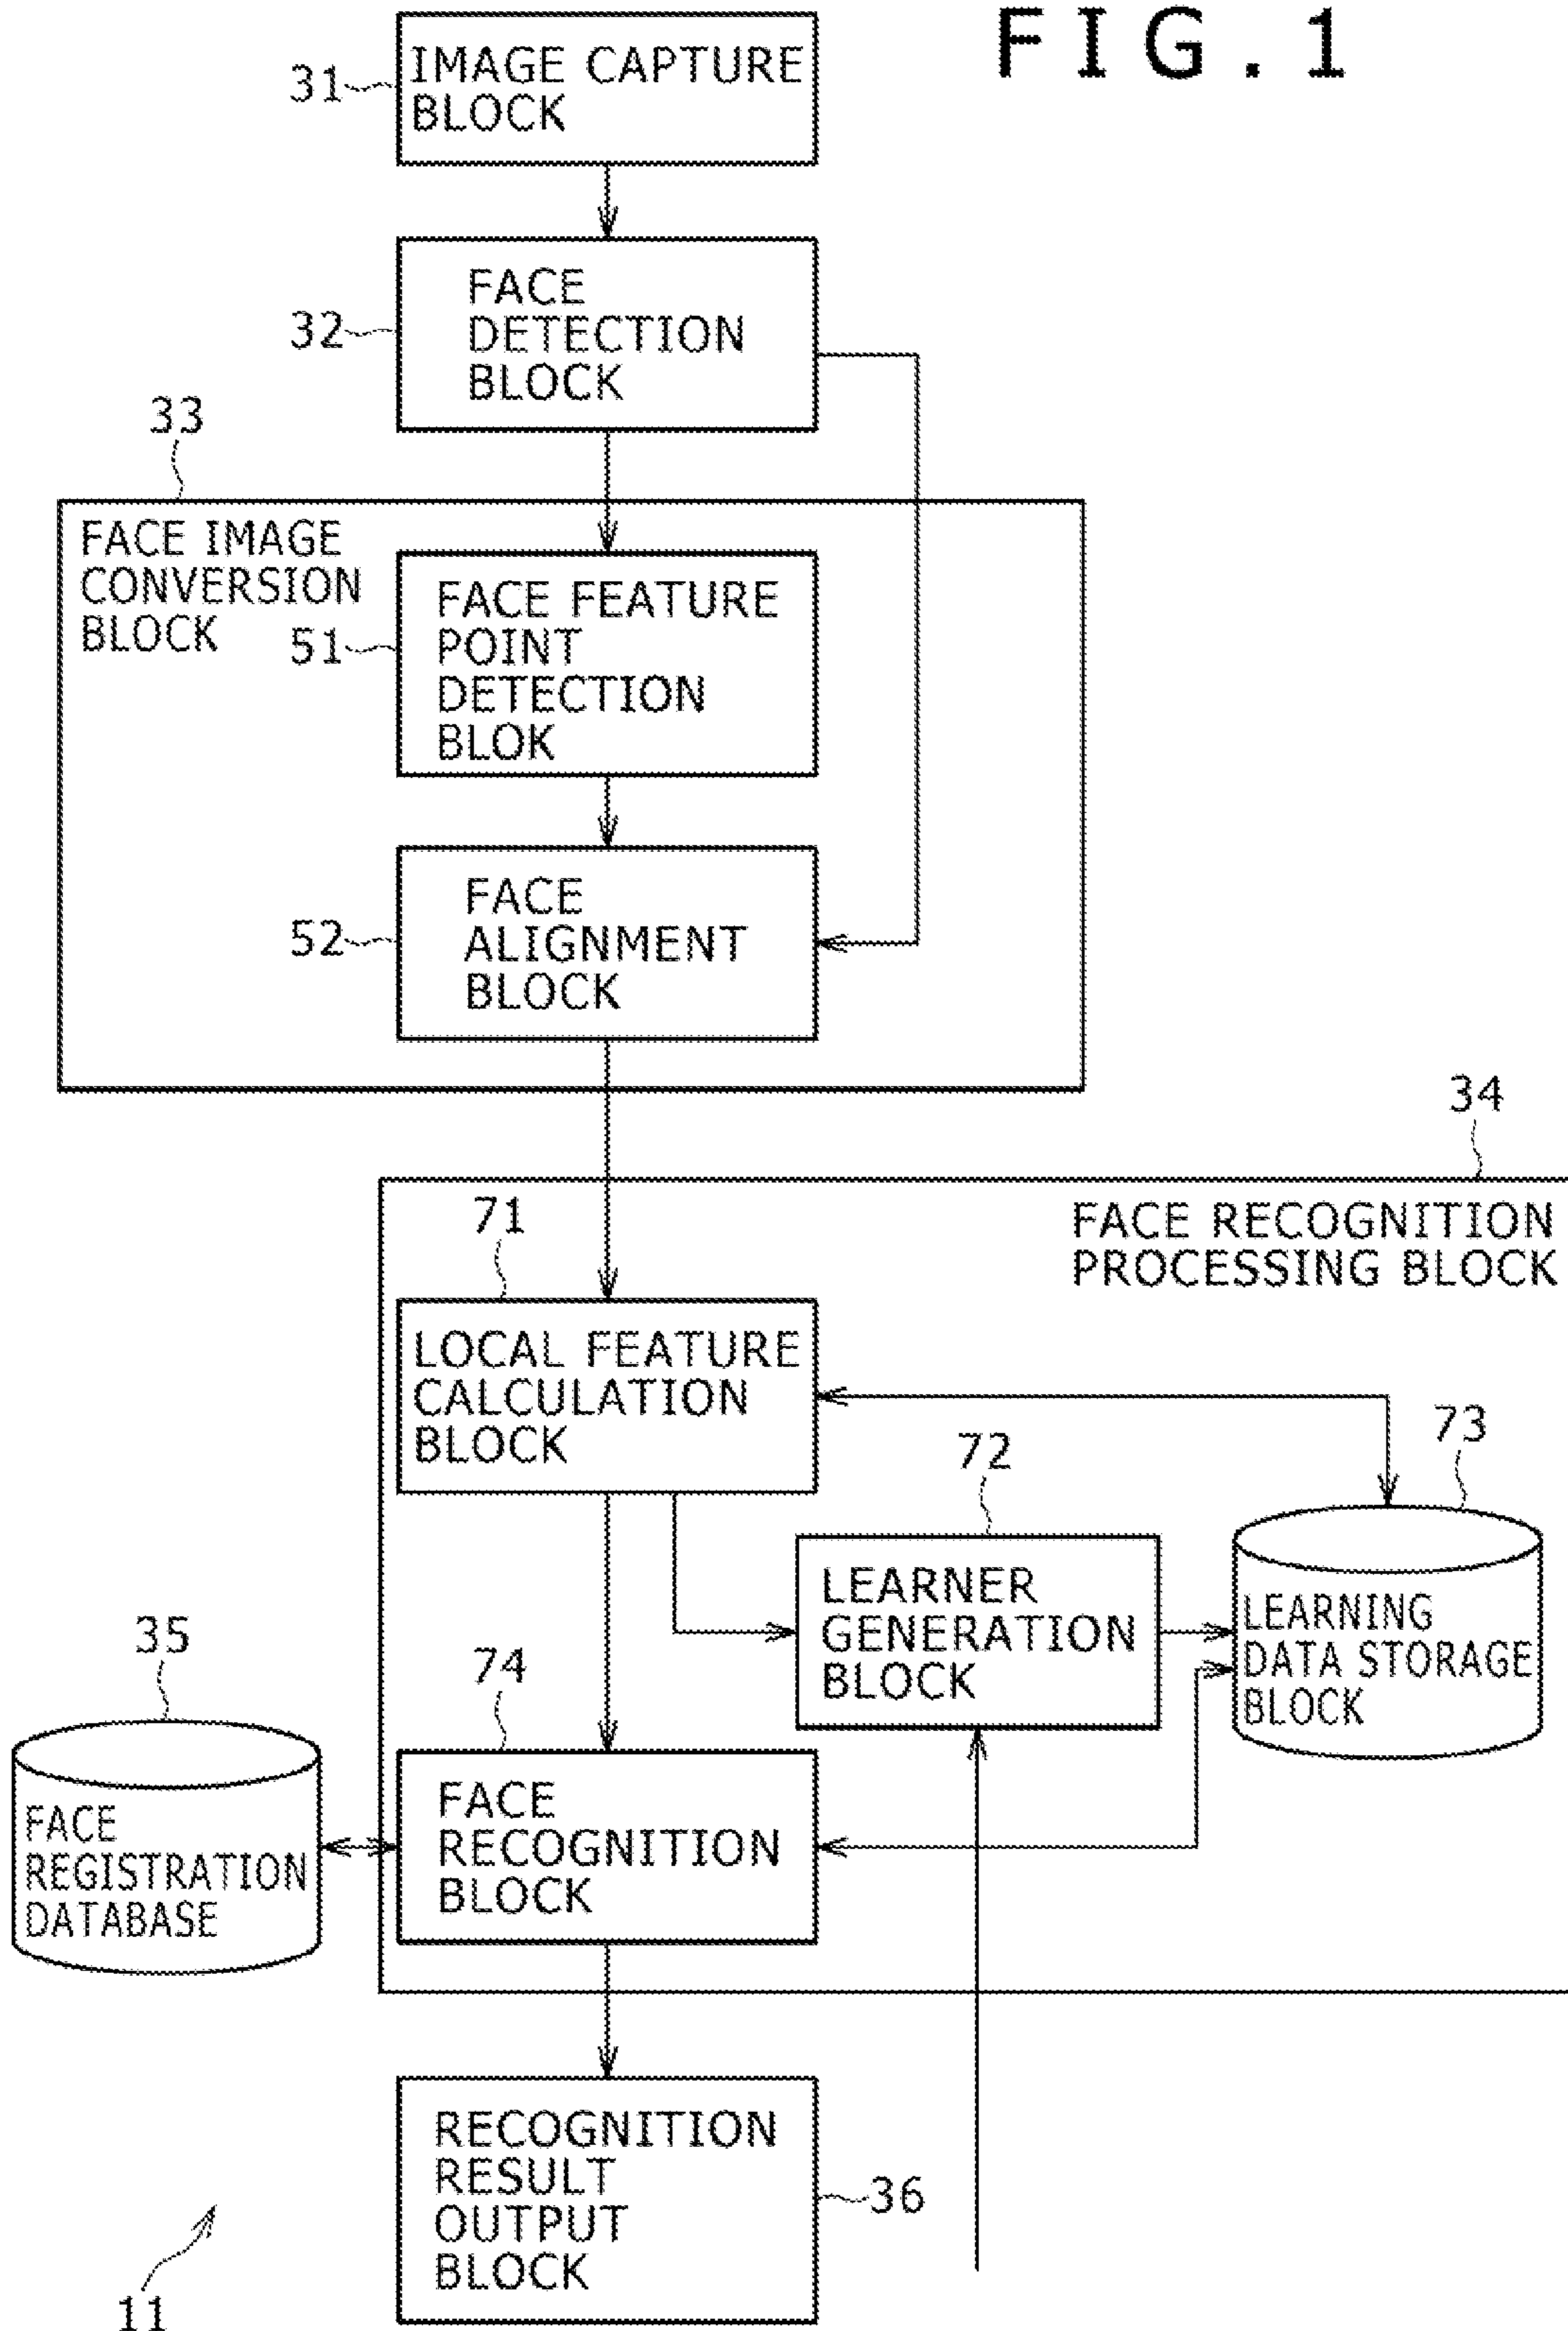 FIG.1
31
IMAGE CAPTURE
BLOCK
32
FACE
DETECTION
BLOCK
33
FACE IMAGE
CONVERSION
BLOCK
51
FACE FEATURE
POINT
DETECTION
BLOK
52
FACE
ALIGNMENT
BLOCK
34
FACE RECOGNITION
PROCESSING BLOCK
71
LOCAL FEATURE
CALCULATION
BLOCK
72
LEARNER
GENERATION
BLOCK
73
LEARNING
DATA STORAGE
BLOCK
35
FACE
REGISTRATION
DATABASE
74
FACE
RECOGNITION
BLOCK
RECOGNITION
RESULT
OUTPUT
BLOCK
36
11